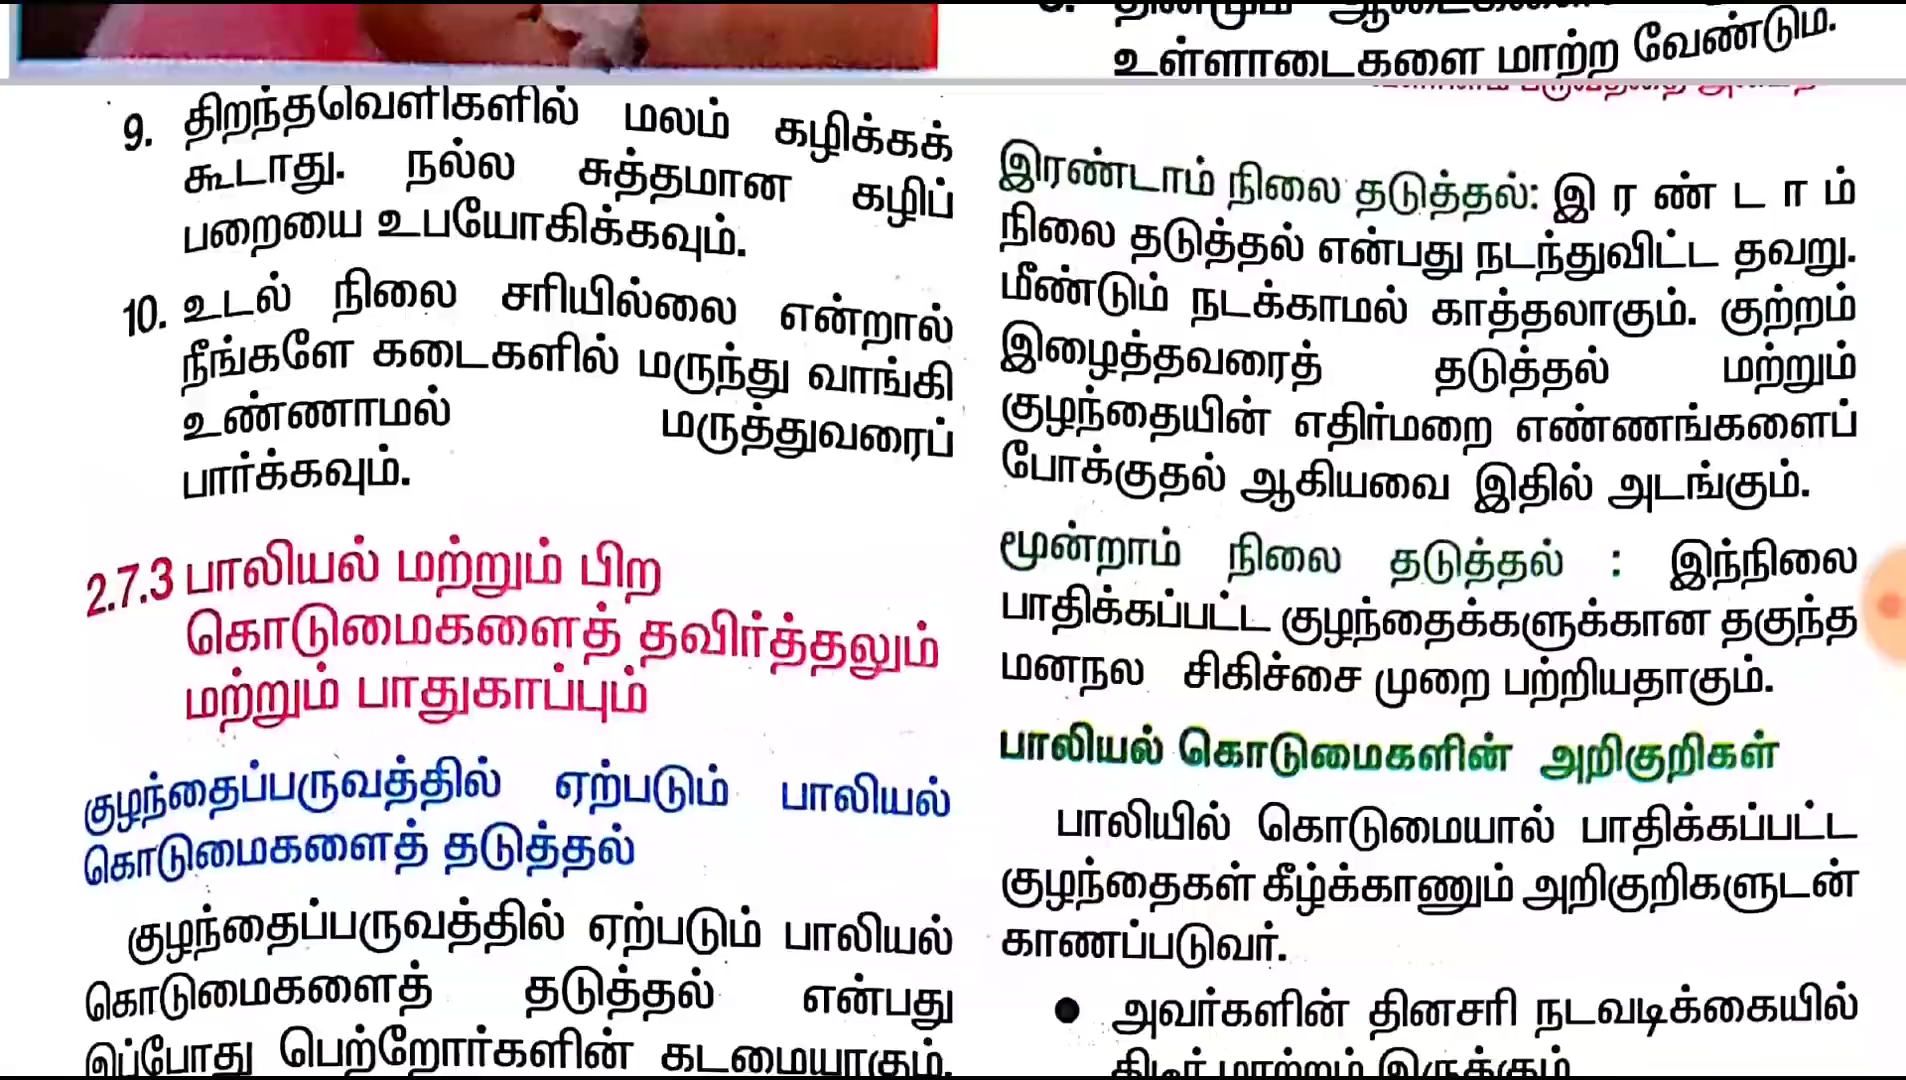 உள்ளாடைகளை மாற்ற வேண்டும்.
9. திறந்தவெளிகளில் மலம் கழிக்கக்
கூடாது. நல்ல சுத்தமான கழிப்
பறையை உபயோகிக்கவும்.
10. உடல் நிலை சரியில்லை என்றால்
நீங்களே கடைகளில் மருந்து வாங்கி
உண்ணாமல் மருத்துவரைப்
பார்க்கவும்.
2.7.3 பாலியல் மற்றும் பிற
கொடுமைகளைத் தவிர்த்தலும்
மற்றும் பாதுகாப்பும்
குழந்தைப்பருவத்தில் ஏற்படும் பாலியல்
கொடுமைகளைத் தடுத்தல்
குழந்தைப்பருவத்தில் ஏற்படும் பாலியல்
கொடுமைகளைத் தடுத்தல் என்பது
இப்போது பெற்றோர்களின் கடமையாகும்.
இரண்டாம் நிலை தடுத்தல்: இ ர ண் டா ம்
நிலை தடுத்தல் என்பது நடந்துவிட்ட தவறு.
மீண்டும் நடக்காமல் காத்தலாகும். குற்றம்
இழைத்தவரைத் தடுத்தல் மற்றும்
குழந்தையின் எதிர்மறை எண்ணங்களைப்
போக்குதல் ஆகியவை இதில் அடங்கும்.
மூன்றாம் நிலை தடுத்தல் : இந்நிலை
பாதிக்கப்பட்ட குழந்தைக்களுக்கான தகுந்த
மனநல சிகிச்சை முறை பற்றியதாகும்.
பாலியல் கொடுமைகளின் அறிகுறிகள்
பாலியில் கொடுமையால் பாதிக்கப்பட்ட
குழந்தைகள் கீழ்க்காணும் அறிகுறிகளுடன்
காணப்படுவர்.
● அவர்களின் தினசரி நடவடிக்கையில்
திடீர் மாற்றம் இருக்கும்